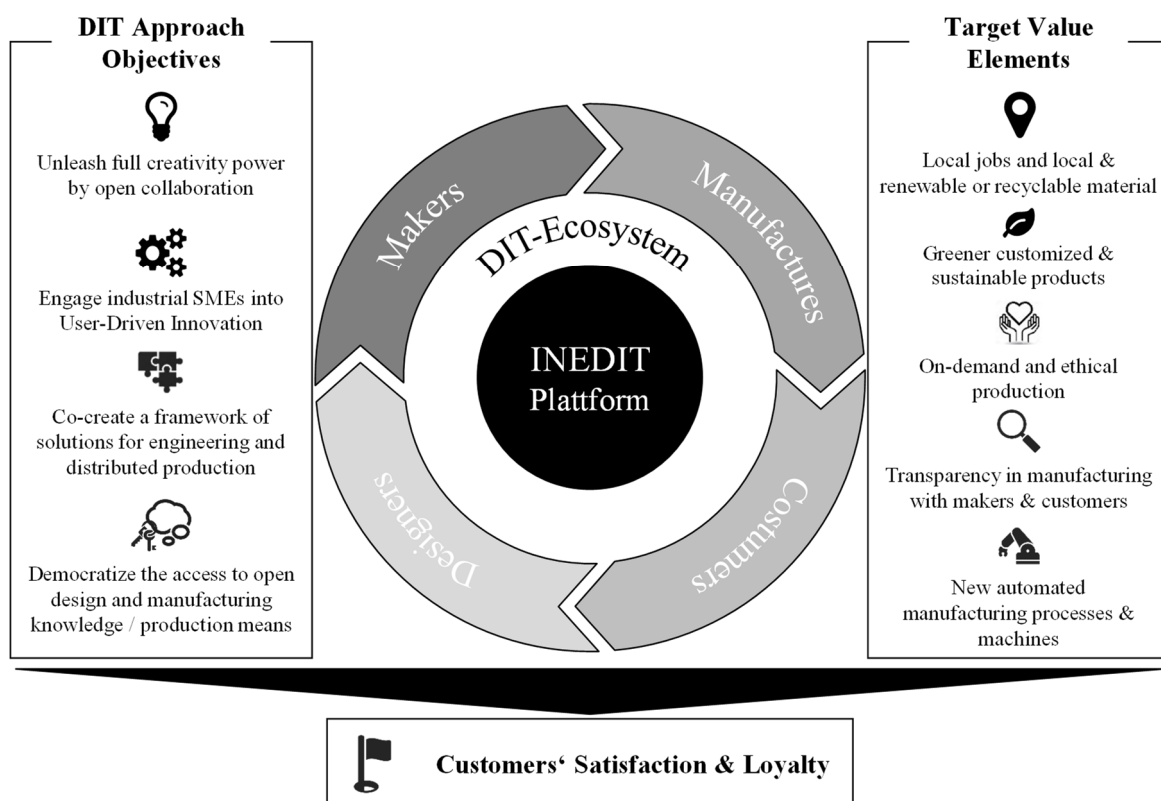 DIT Approach
Objectives
Unleash full creativity power
by open collaboration
Engage industrial SMEs into
User-Driven Innovation
Co-create a framework of
solutions for engineering and
distributed production
Democratize the access to open
design and manufacturing
knowledge / production means
Makers
Manufactures
Costumers
Designers
DIT-Ecosystem
INEDIT
Plattform
Target Value
Elements
Local jobs and local &
renewable or recyclable material
Greener customized &
sustainable products
On-demand and ethical
production
Transparency in manufacturing
with makers & customers
New automated
manufacturing processes &
machines
Customers‘ Satisfaction & Loyalty